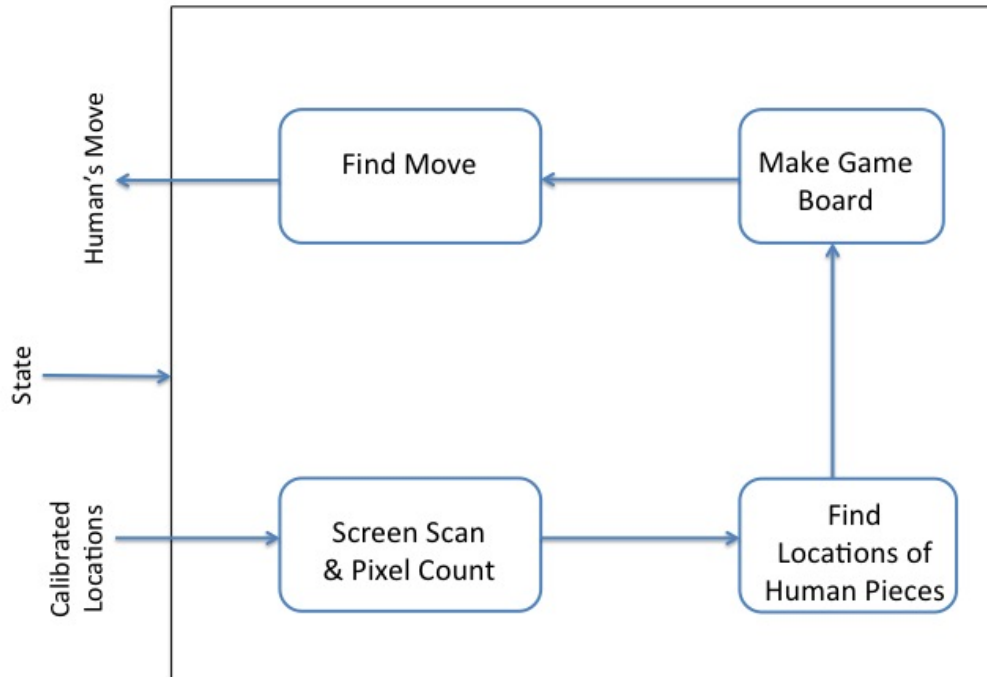 Human's Move
Find Move
Make Game
Board
State
Calibrated
Locations
Screen Scan
& Pixel Count
Find
Locations of
Human Pieces